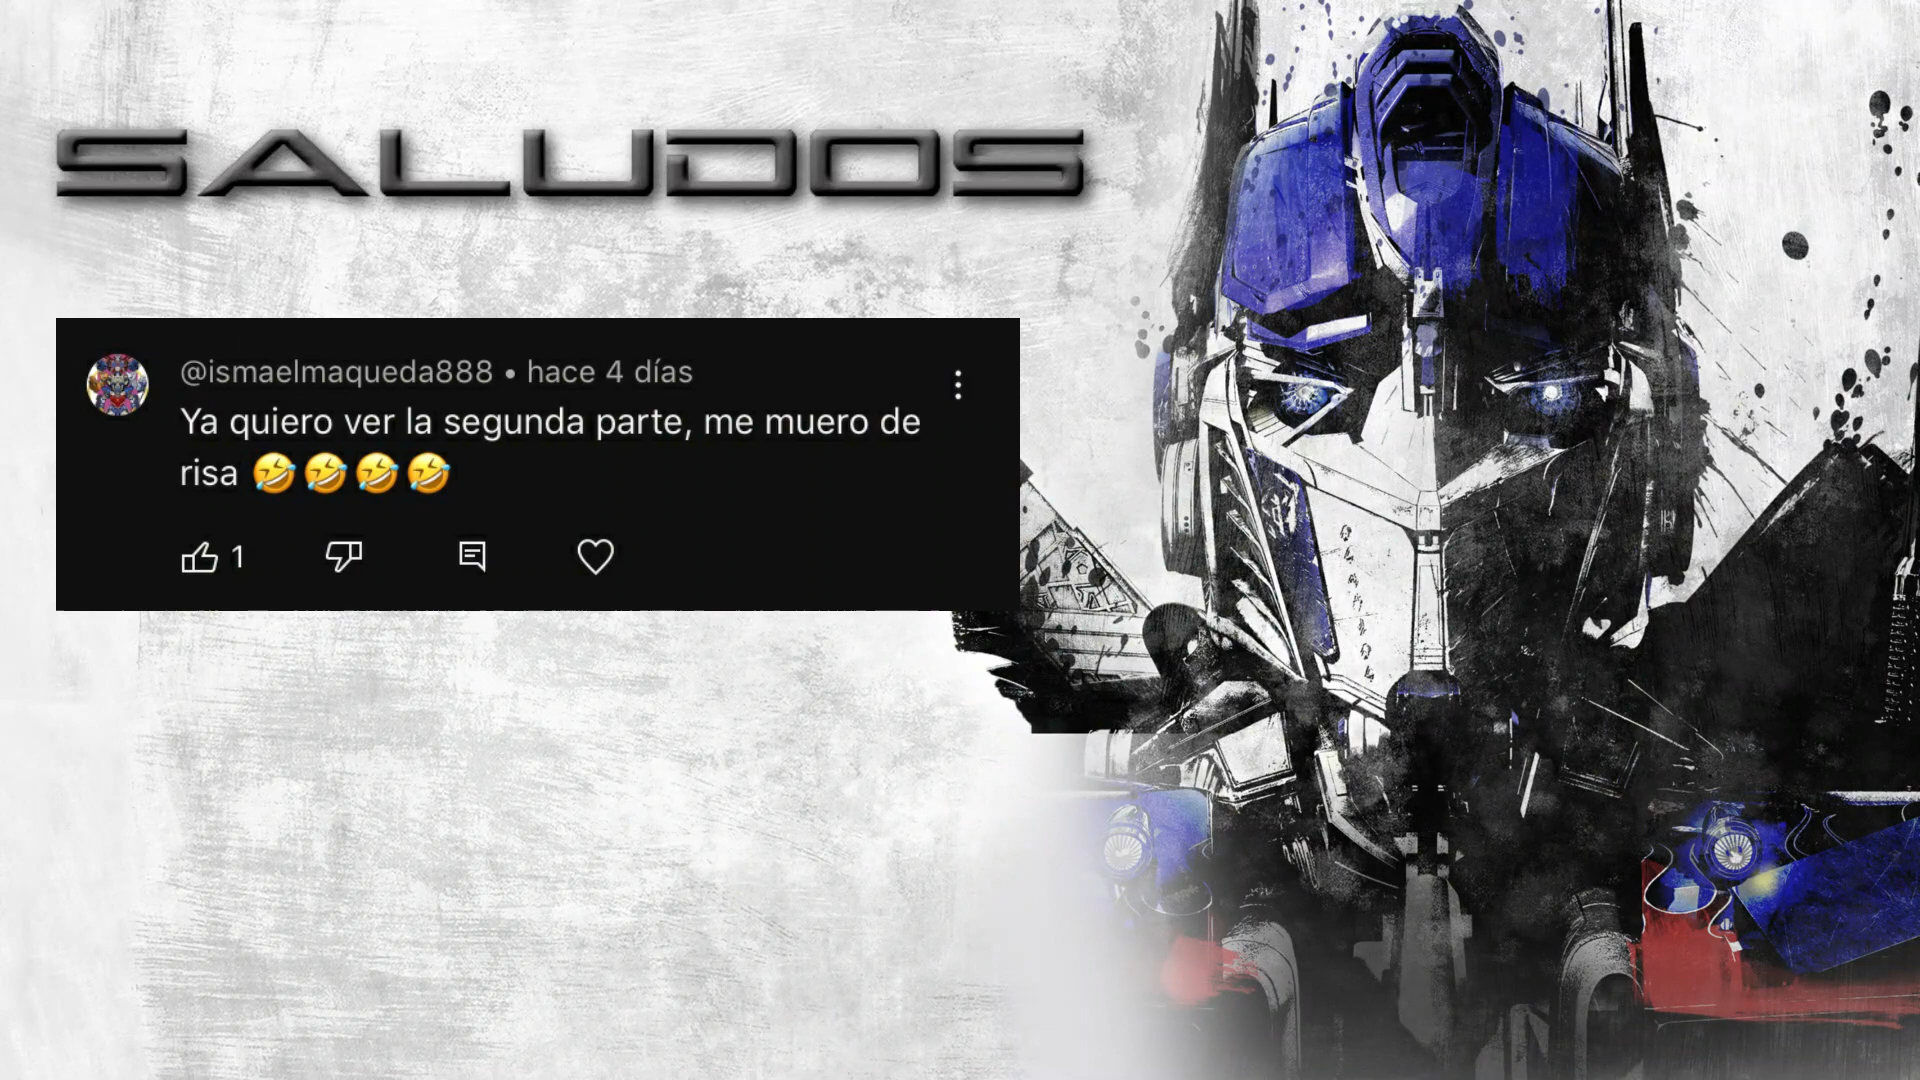 SALUDOS
@ismaelmaqueda888 • hace 4 días
Ya quiero ver la segunda parte, me muero de
risa 🤣🤣🤣🤣
1